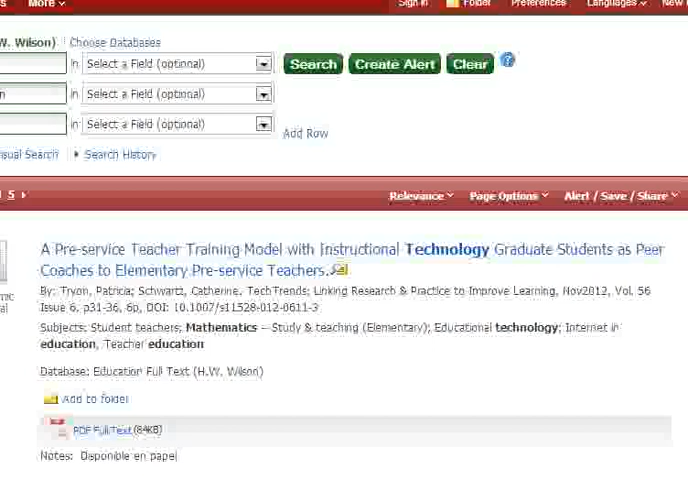 More
Sign In Folder Preferences Languages New
W. Wilson) Choose Databases
in Select a Field (optional) Search Create Alert Clear ?
n in Select a Field (optional)
in Select a Field (optional) Add Row
isual Search Search History
5 Relevance Page Options Alert / Save / Share
A Pre-service Teacher Training Model with Instructional Technology Graduate Students as Peer
Coaches to Elementary Pre-service Teachers.
By: Tryon, Patricia; Schwartz, Catherine. TechTrends: Linking Research & Practice to Improve Learning, Nov2012, Vol. 56
Issue 6, p31-36, 6p, DOI: 10.1007/s11528-012-0611-3
Subjects: Student teachers; Mathematics -- Study & teaching (Elementary); Educational technology; Internet in
education, Teacher education
Database: Education Full Text (H.W. Wilson)
Add to folder
PDF Full Text (84KB)
Notes: Disponible en papel